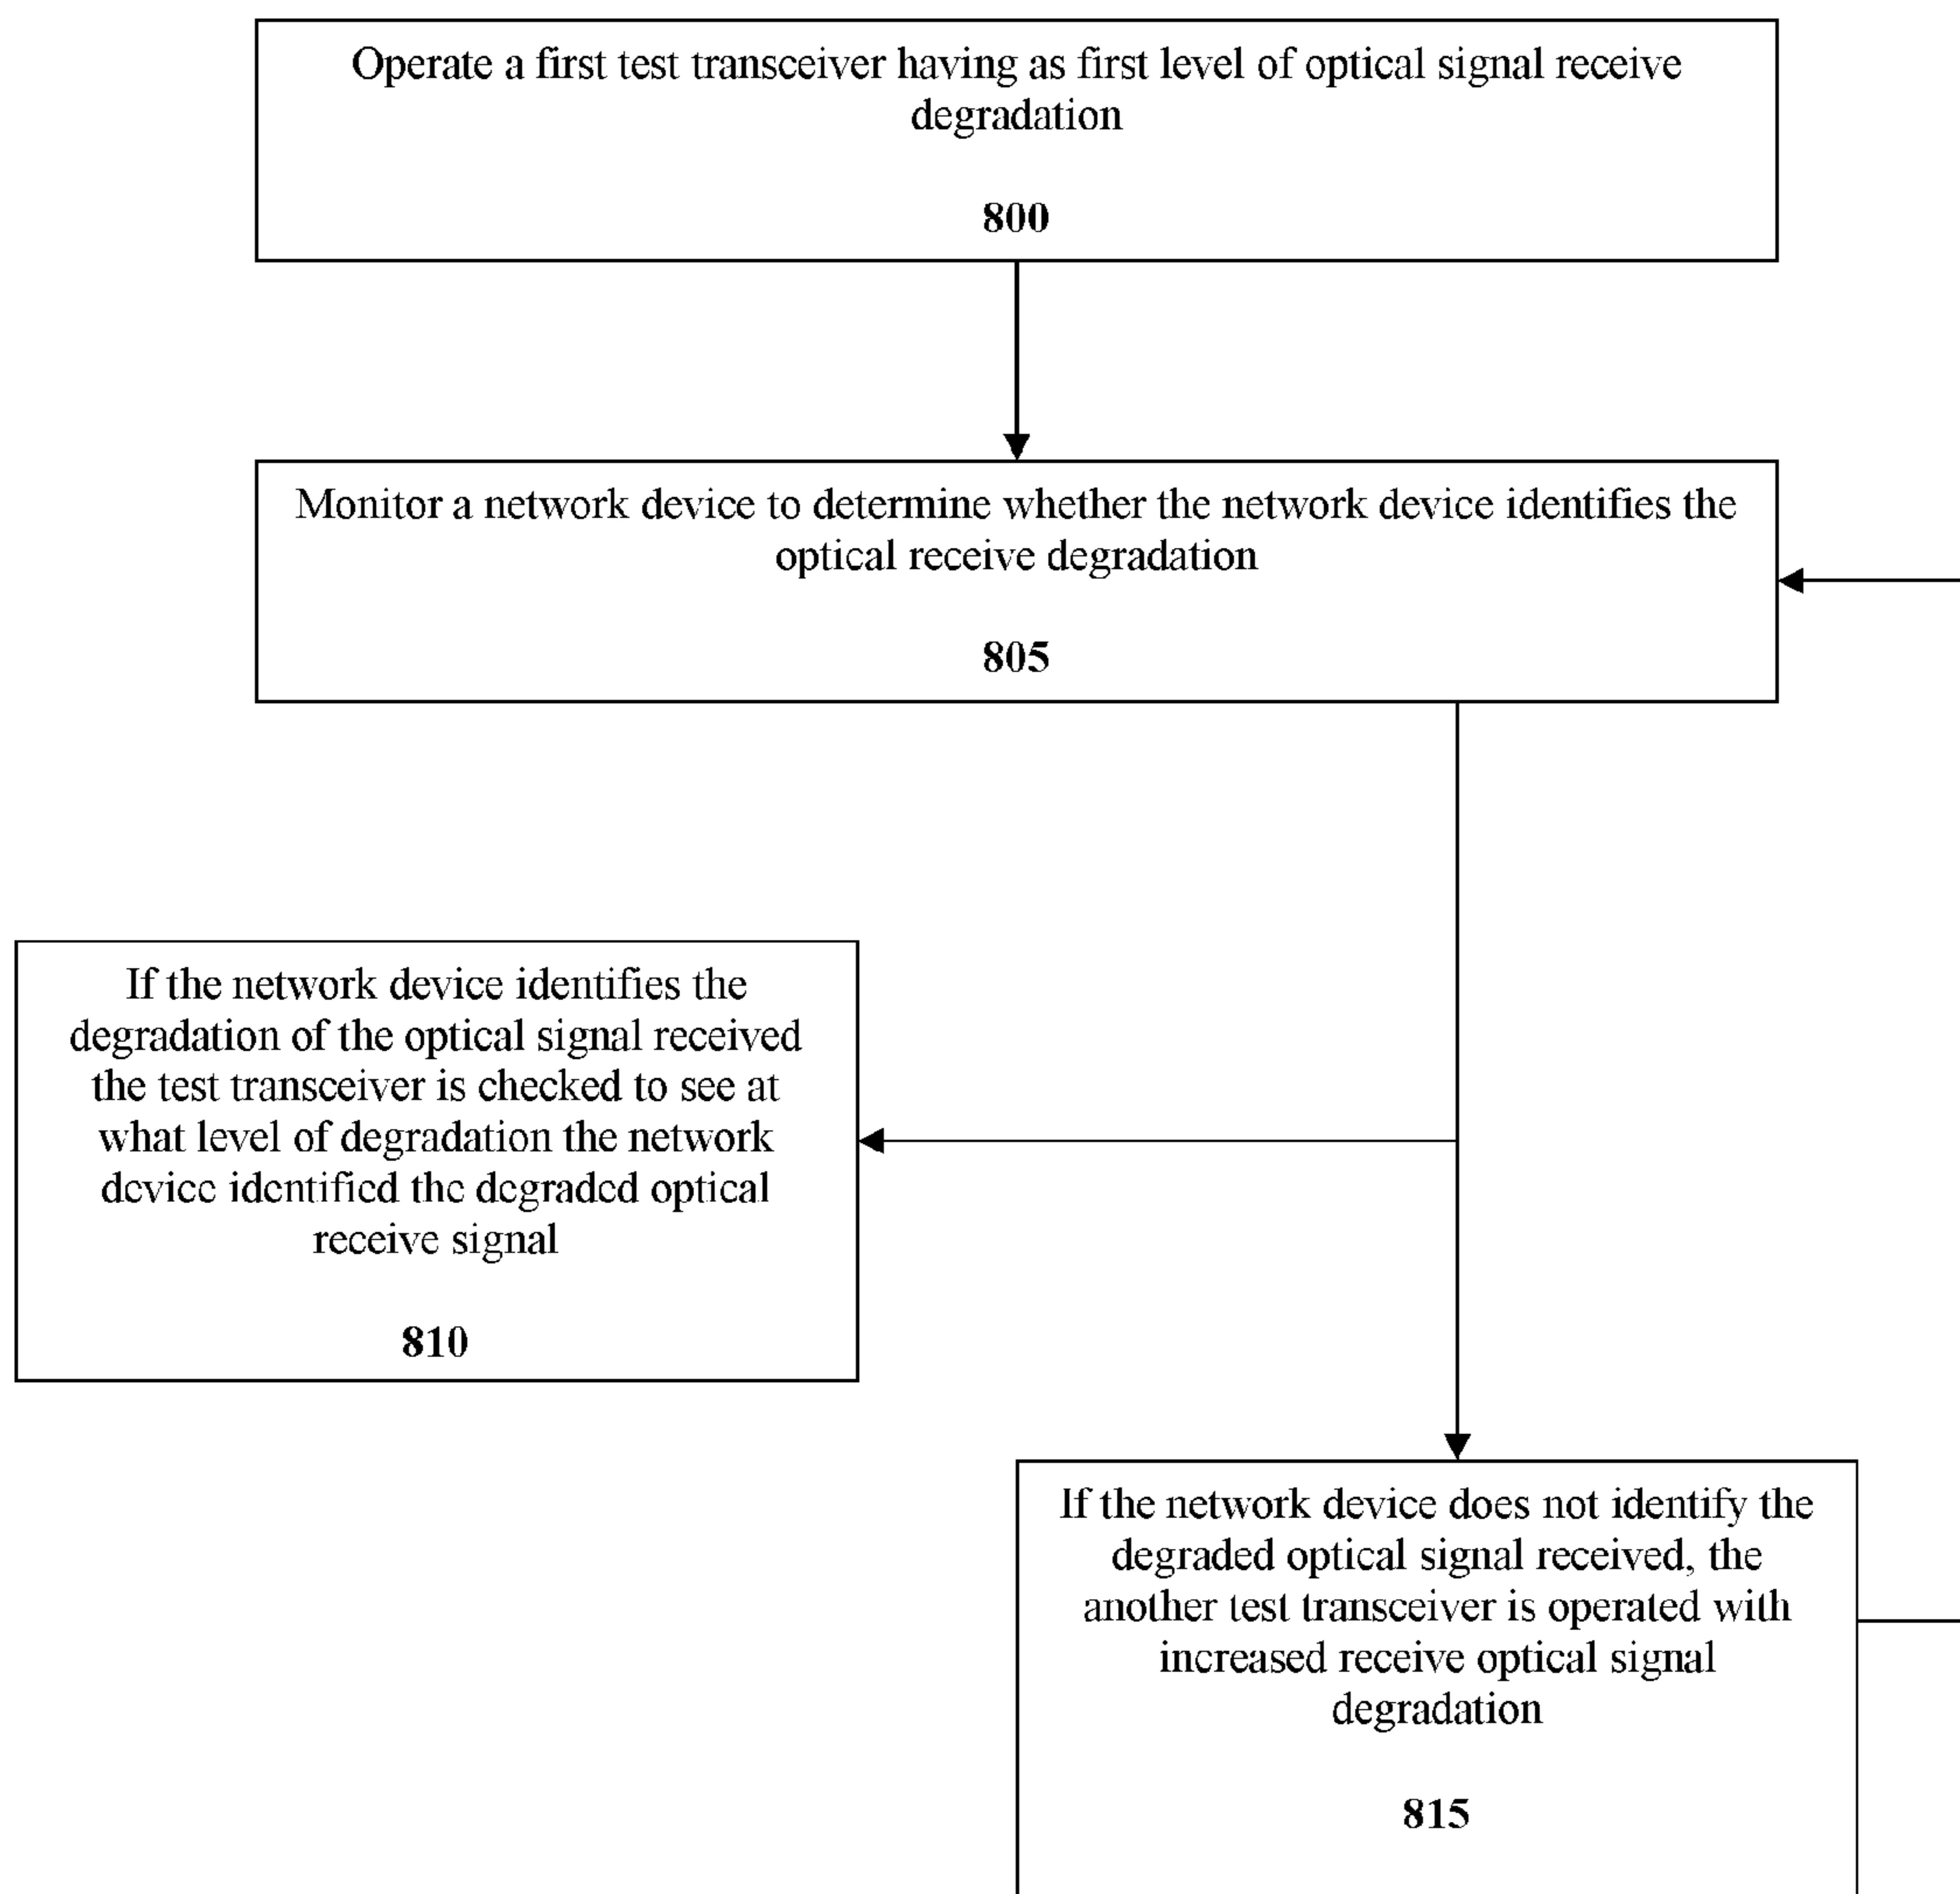 Operate a first test transceiver having as first level of optical signal receive
degradation
800
Monitor a network device to determine whether the network device identifies the
optical receive degradation
805
If the network device identifies the
degradation of the optical signal received
the test transceiver is checked to see at
what level of degradation the network
device identified the degraded optical
receive signal
810
If the network device does not identify the
degraded optical signal received, the
another test transceiver is operated with
increased receive optical signal
degradation
815